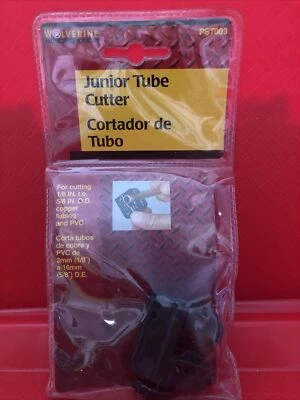 WOLVERINE
PST003
Junior Tube
Cutter
Cortador de
Tubo
For cutting
1/8 IN. t.o.
5/8 IN. O.D.
copper
tubing
and PVC
Corta tubos
de cobre y
PVC de
3mm (1/8")
a 16mm
(5/8") D.E.